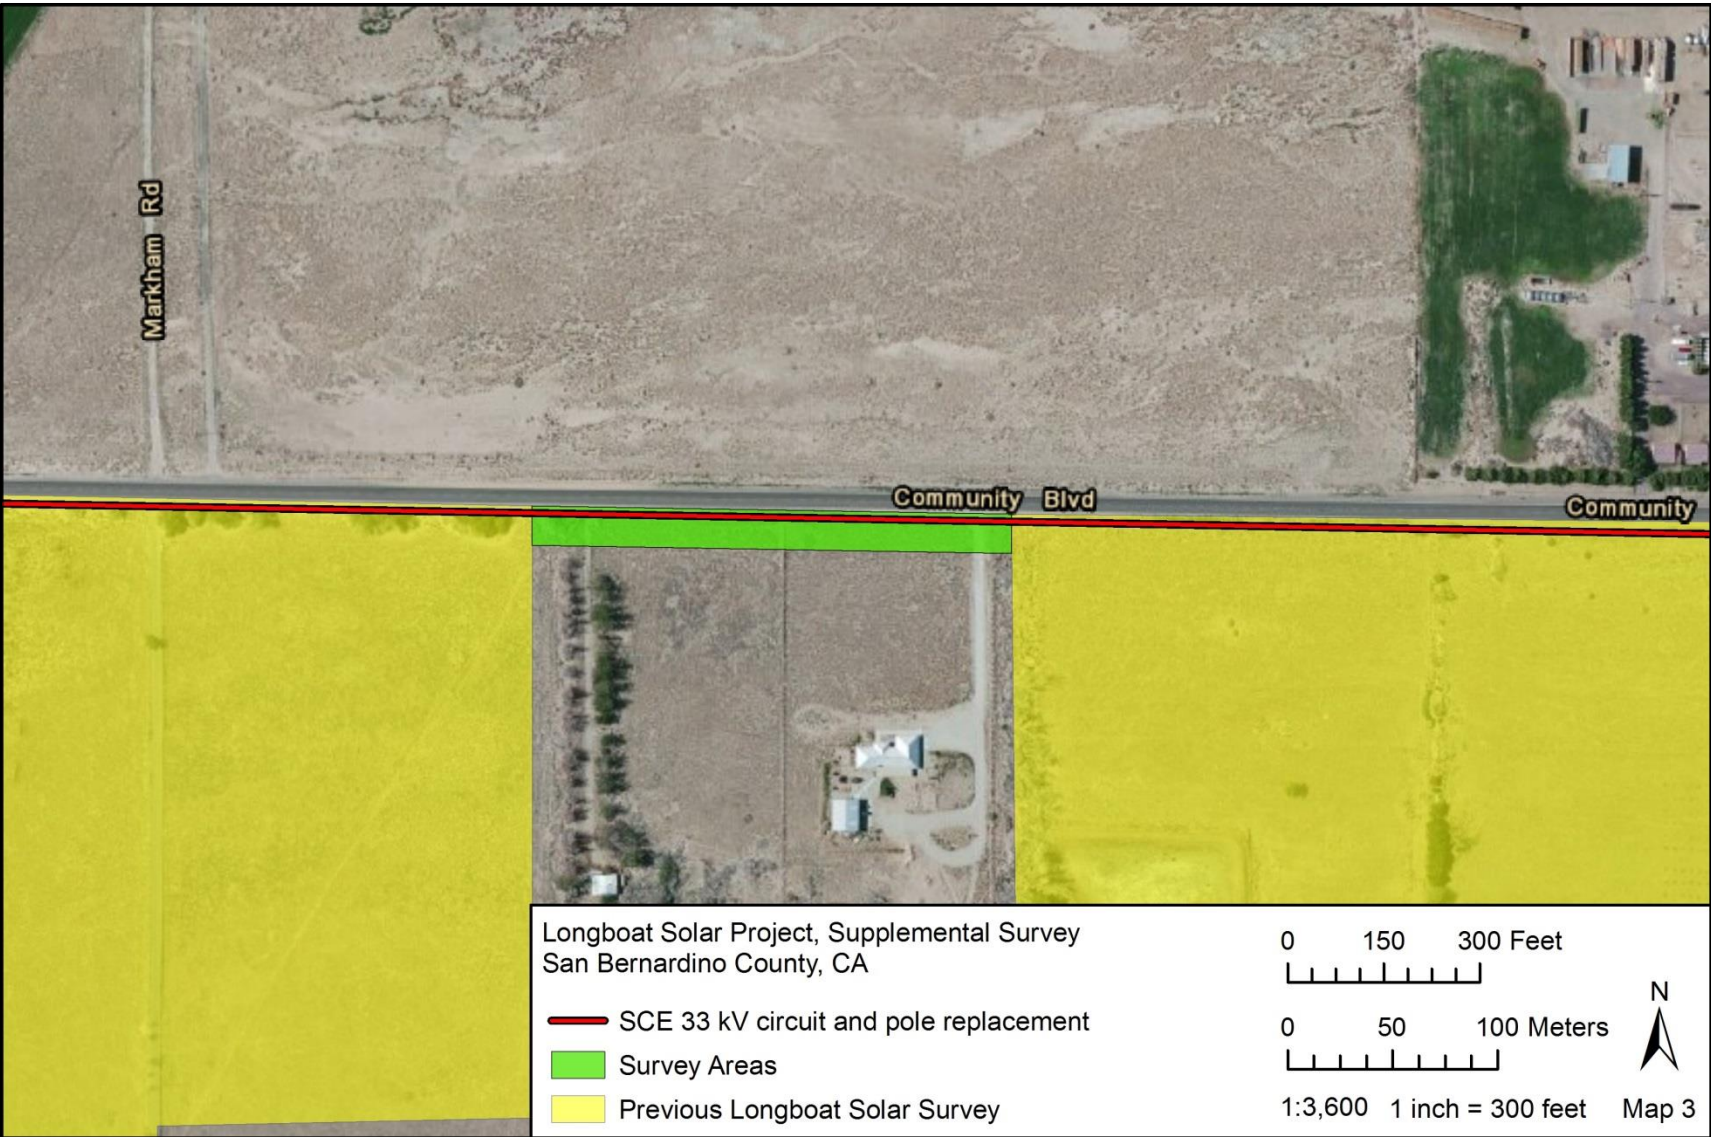 Markham Rd
Community Blvd
Community
Longboat Solar Project, Supplemental Survey
San Bernardino County, CA
SCE 33 kV circuit and pole replacement
Survey Areas
Previous Longboat Solar Survey
0 150 300 Feet
0 50 100 Meters
1:3,600 1 inch = 300 feet
N
Map 3